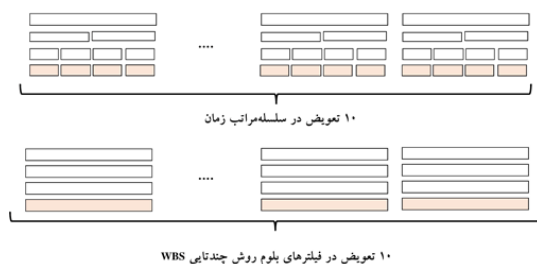 ....
۱۰ تعویض در سلسله‌مراتب زمان
....
۱۰ تعویض در فیلترهای بلوم روش چندتایی WBS